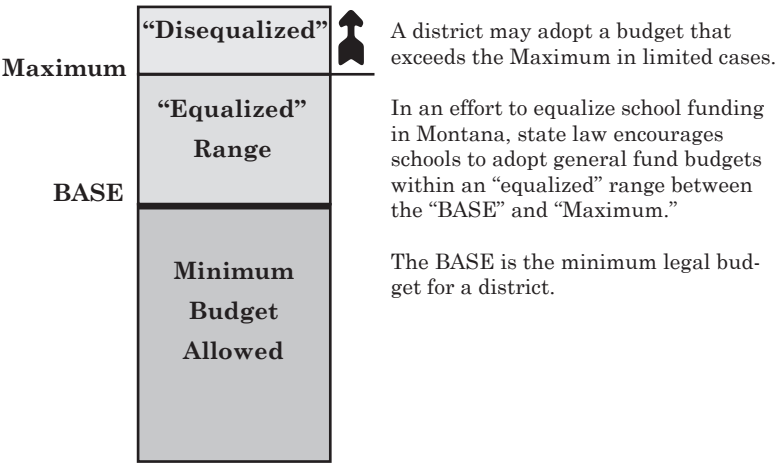 “Disequalized”
Maximum
“Equalized”
Range
BASE
Minimum
Budget
Allowed
A district may adopt a budget that
exceeds the Maximum in limited cases.
In an effort to equalize school funding
in Montana, state law encourages
schools to adopt general fund budgets
within an “equalized” range between
the “BASE” and “Maximum.”
The BASE is the minimum legal bud-
get for a district.